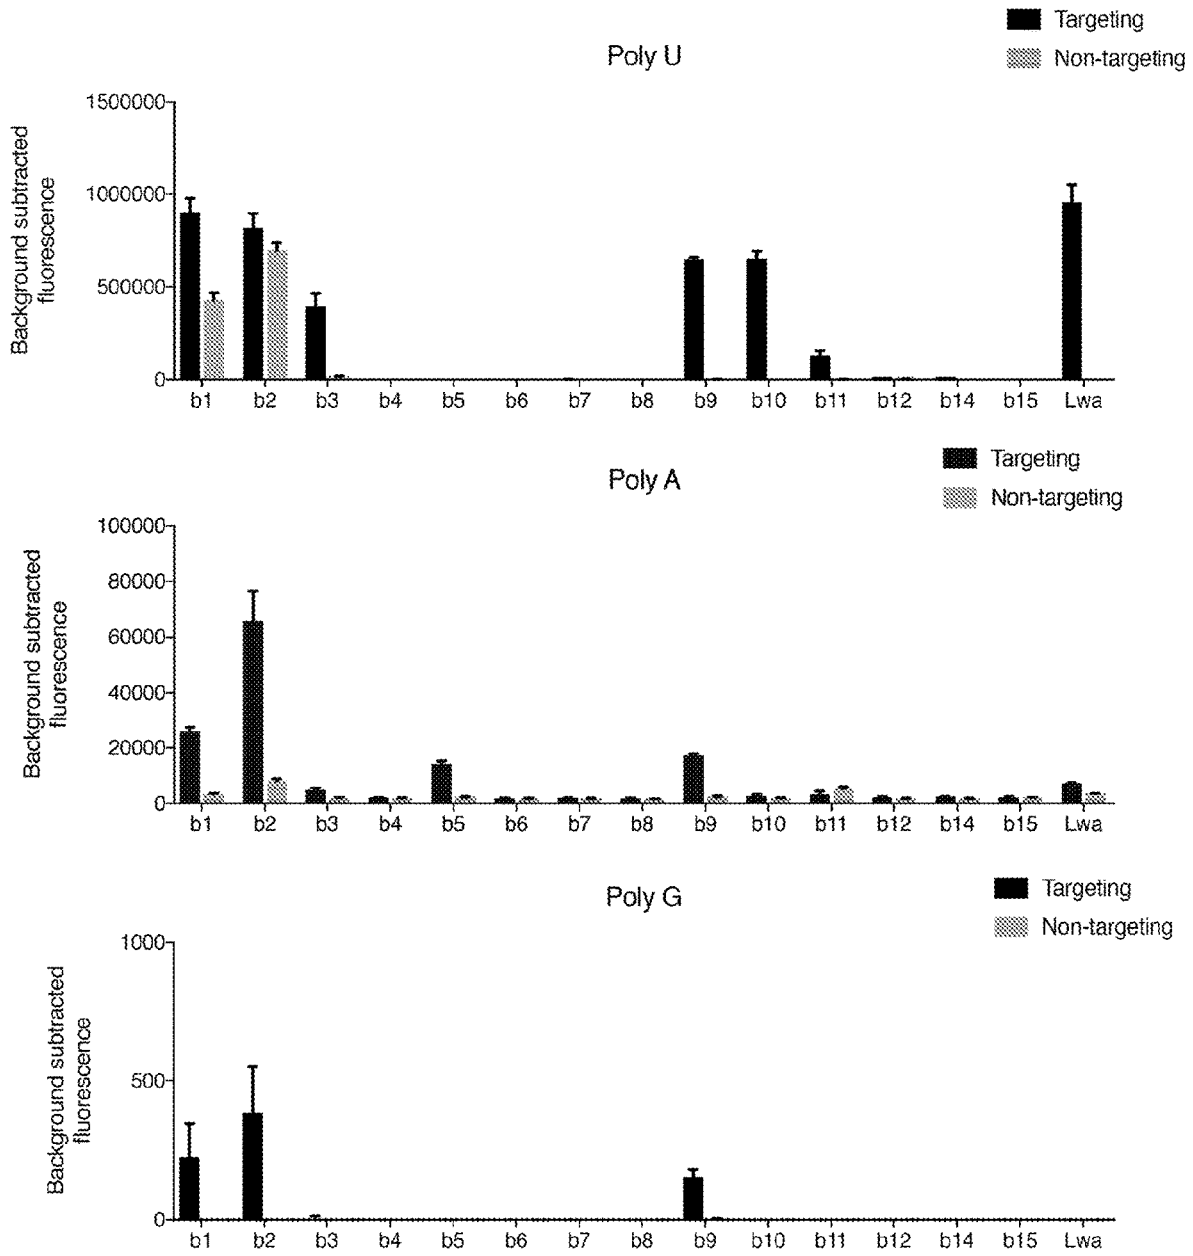 Poly U
Targeting
Non-targeting
Background subtracted
fluorescence
1500000
1000000
500000
0
b1 b2 b3 b4 b5 b6 b7 b8 b9 b10 b11 b12 b14 b15 Lwa
Poly A
Targeting
Non-targeting
Background subtracted
fluorescence
100000
80000
60000
40000
20000
0
b1 b2 b3 b4 b5 b6 b7 b8 b9 b10 b11 b12 b14 b15 Lwa
Poly G
Targeting
Non-targeting
Background subtracted
fluorescence
1000
500
0
b1 b2 b3 b4 b5 b6 b7 b8 b9 b10 b11 b12 b14 b15 Lwa